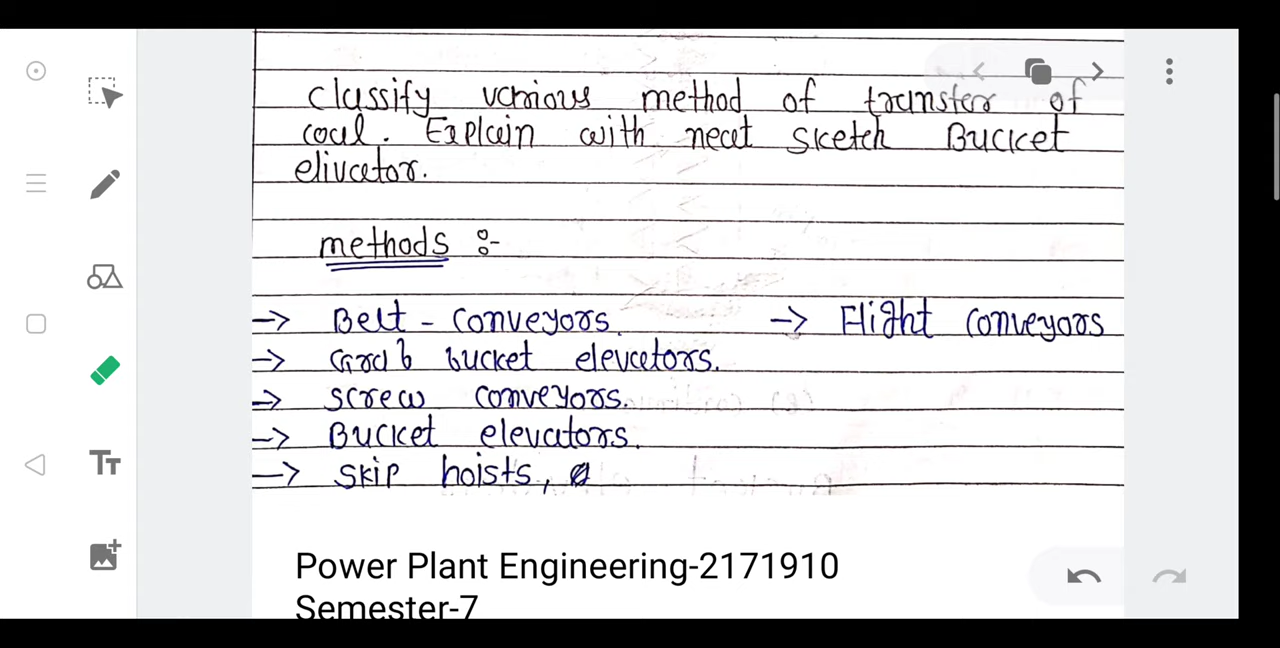 classify various method of transfer of
coal. Explain with neat sketch Bucket
elivator.
methods :-
→ Belt - conveyors. → Flight conveyors
→ Grab bucket elevators.
→ screw conveyors.
→ Bucket elevators.
→ skip hoists,
Power Plant Engineering-2171910
Semester-7
TT